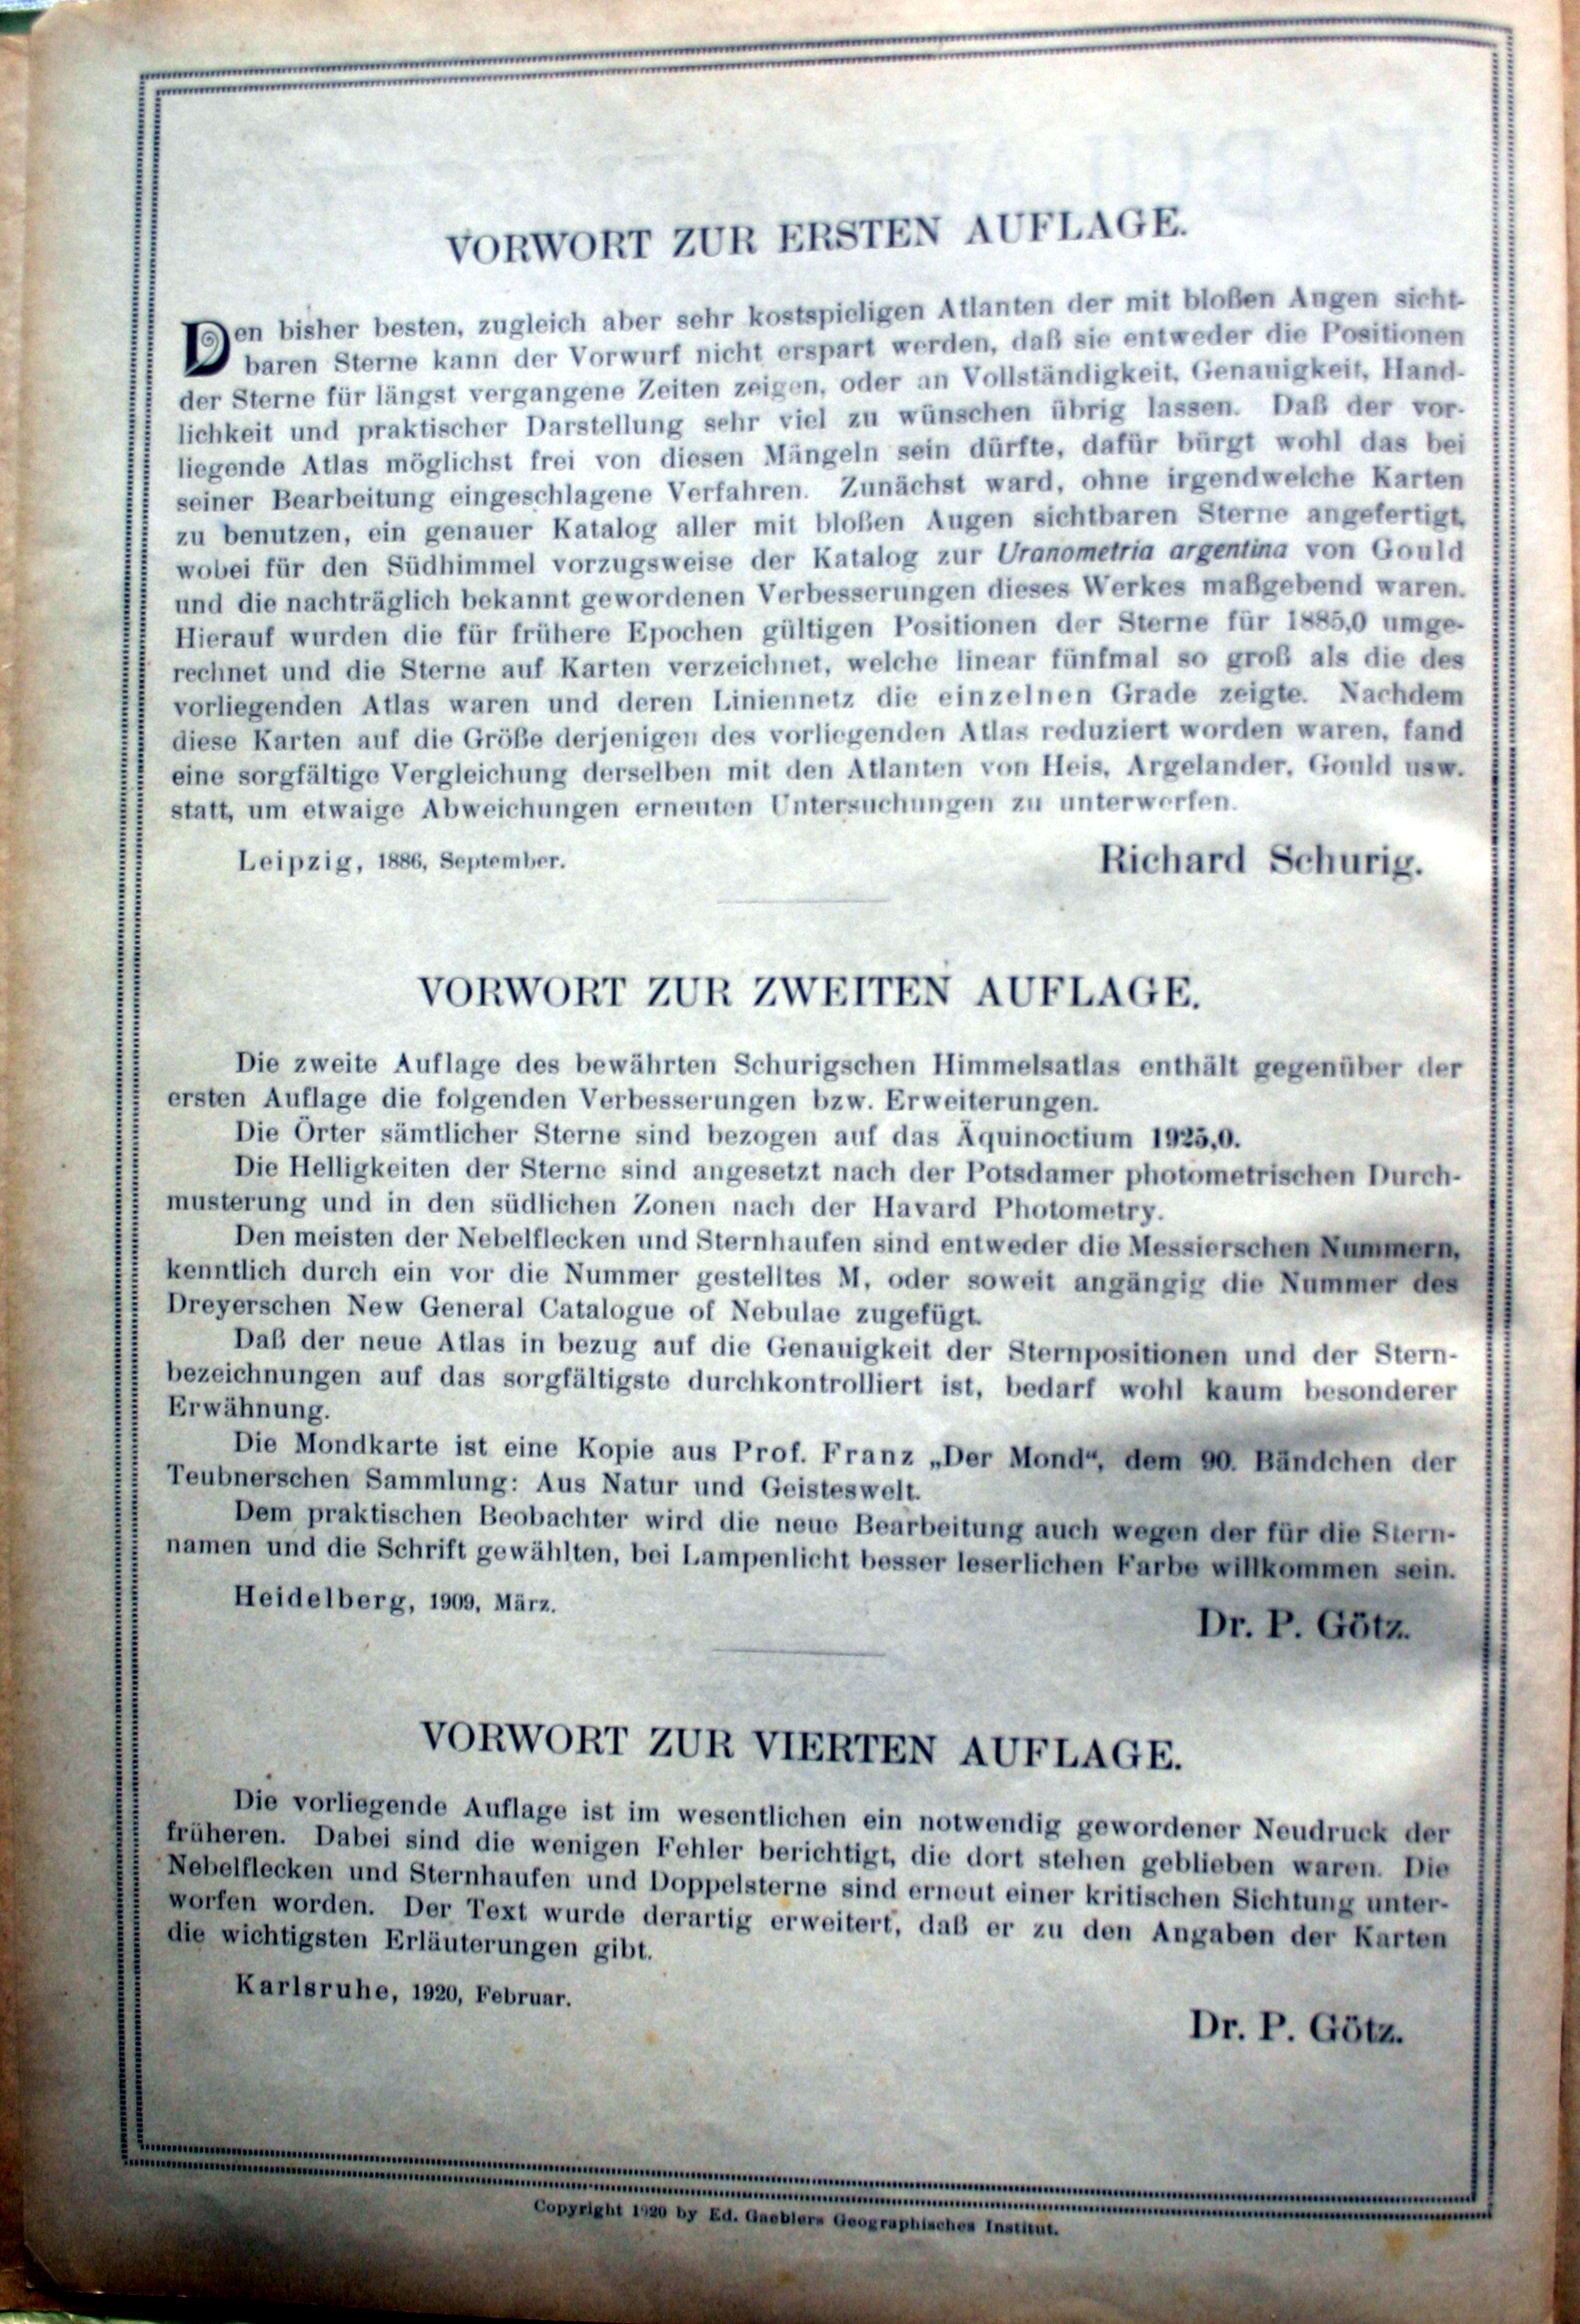 VORWORT ZUR ERSTEN AUFLAGE.
Den bisher besten, zugleich aber sehr kostspieligen Atlanten der mit bloßen Augen sicht-
baren Sterne kann der Vorwurf nicht erspart werden, daß sie entweder die Positionen
der Sterne für längst vergangene Zeiten zeigen, oder an Vollständigkeit, Genauigkeit, Hand-
lichkeit und praktischer Darstellung sehr viel zu wünschen übrig lassen. Daß der vor-
liegende Atlas möglichst frei von diesen Mängeln sein dürfte, dafür bürgt wohl das bei
seiner Bearbeitung eingeschlagene Verfahren. Zunächst ward, ohne irgendwelche Karten
zu benutzen, ein genauer Katalog aller mit bloßen Augen sichtbaren Sterne angefertigt,
wobei für den Südhimmel vorzugsweise der Katalog zur Uranometria argentina von Gould
und die nachträglich bekannt gewordenen Verbesserungen dieses Werkes maßgebend waren.
Hierauf wurden die für frühere Epochen gültigen Positionen der Sterne für 1885,0 umge-
rechnet und die Sterne auf Karten verzeichnet, welche linear fünfmal so groß als die des
vorliegenden Atlas waren und deren Liniennetz die einzelnen Grade zeigte. Nachdem
diese Karten auf die Größe derjenigen des vorliegenden Atlas reduziert worden waren, fand
eine sorgfältige Vergleichung derselben mit den Atlanten von Heis, Argelander, Gould usw.
statt, um etwaige Abweichungen erneuten Untersuchungen zu unterwerfen.
Leipzig, 1886, September.
Richard Schurig.
VORWORT ZUR ZWEITEN AUFLAGE.
Die zweite Auflage des bewährten Schurigschen Himmelsatlas enthält gegenüber der
ersten Auflage die folgenden Verbesserungen bzw. Erweiterungen.
Die Örter sämtlicher Sterne sind bezogen auf das Äquinoctium 1925,0.
Die Helligkeiten der Sterne sind angesetzt nach der Potsdamer photometrischen Durch-
musterung und in den südlichen Zonen nach der Havard Photometry.
Den meisten der Nebelflecken und Sternhaufen sind entweder die Messierschen Nummern,
kenntlich durch ein vor die Nummer gestelltes M, oder soweit angängig die Nummer des
Dreyerschen New General Catalogue of Nebulae zugefügt.
Daß der neue Atlas in bezug auf die Genauigkeit der Sternpositionen und der Stern-
bezeichnungen auf das sorgfältigste durchkontrolliert ist, bedarf wohl kaum besonderer
Erwähnung.
Die Mondkarte ist eine Kopie aus Prof. Franz „Der Mond“, dem 90. Bändchen der
Teubnerschen Sammlung: Aus Natur und Geisteswelt.
Dem praktischen Beobachter wird die neue Bearbeitung auch wegen der für die Stern-
namen und die Schrift gewählten, bei Lampenlicht besser leserlichen Farbe willkommen sein.
Heidelberg, 1909, März.
Dr. P. Götz.
VORWORT ZUR VIERTEN AUFLAGE.
Die vorliegende Auflage ist im wesentlichen ein notwendig gewordener Neudruck der
früheren. Dabei sind die wenigen Fehler berichtigt, die dort stehen geblieben waren. Die
Nebelflecken und Sternhaufen und Doppelsterne sind erneut einer kritischen Sichtung unter-
worfen worden. Der Text wurde derartig erweitert, daß er zu den Angaben der Karten
die wichtigsten Erläuterungen gibt.
Karlsruhe, 1920, Februar.
Dr. P. Götz.
Copyright 1920 by Ed. Gaeblers Geographisches Institut.